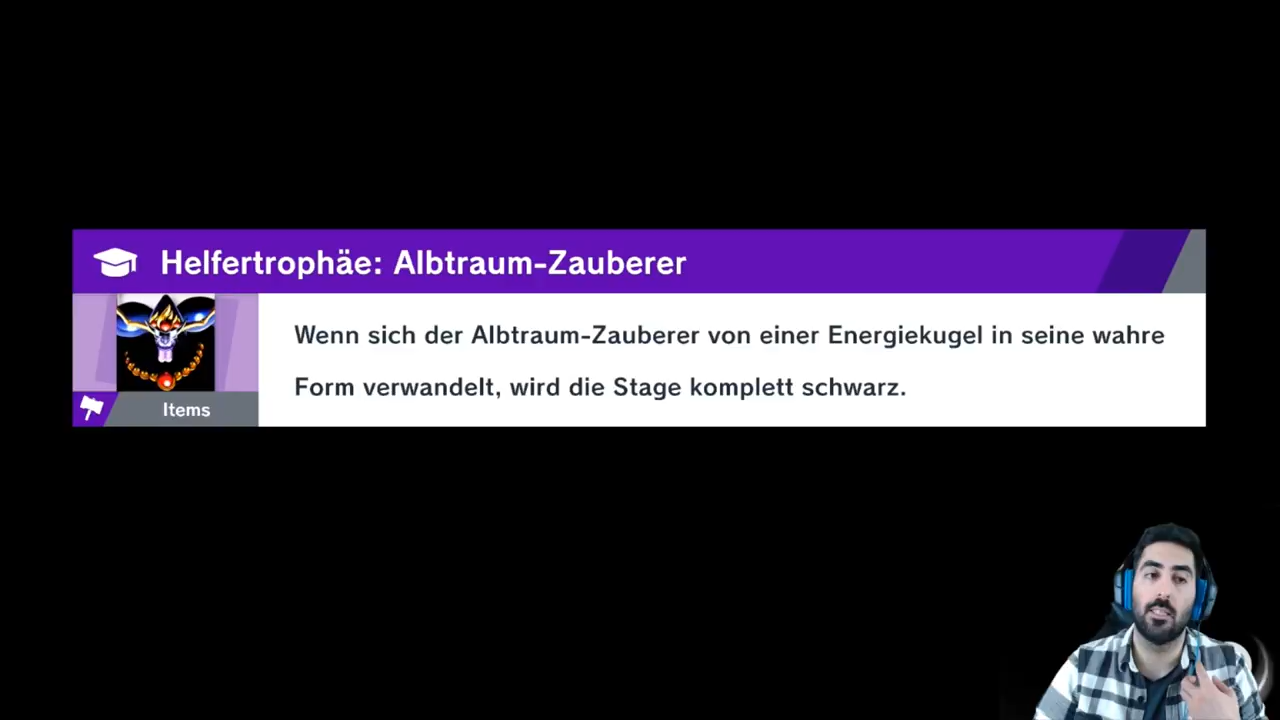 Helfertrophäe: Albtraum-Zauberer
Wenn sich der Albtraum-Zauberer von einer Energiekugel in seine wahre
Form verwandelt, wird die Stage komplett schwarz.
Items